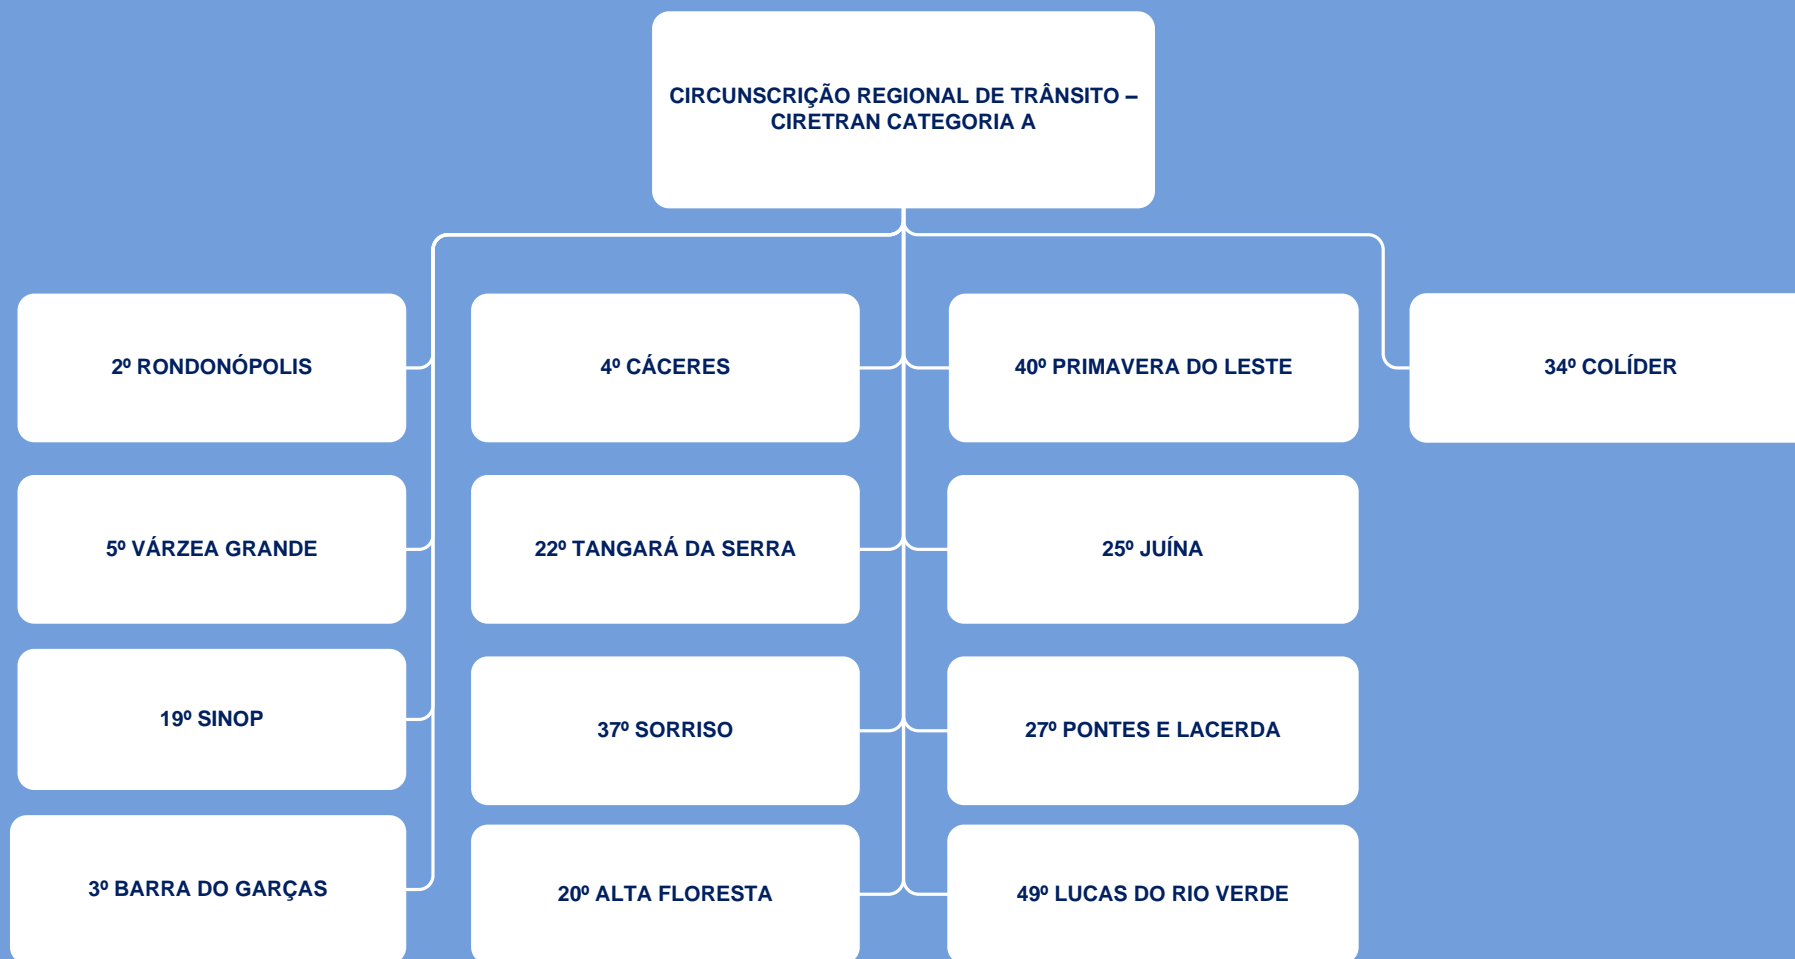 CIRCUNSCRIÇÃO REGIONAL DE TRÂNSITO –
CIRETRAN CATEGORIA A
2º RONDONÓPOLIS
4º CÁCERES
40º PRIMAVERA DO LESTE
34º COLÍDER
5º VÁRZEA GRANDE
22º TANGARÁ DA SERRA
25º JUÍNA
19º SINOP
37º SORRISO
27º PONTES E LACERDA
3º BARRA DO GARÇAS
20º ALTA FLORESTA
49º LUCAS DO RIO VERDE